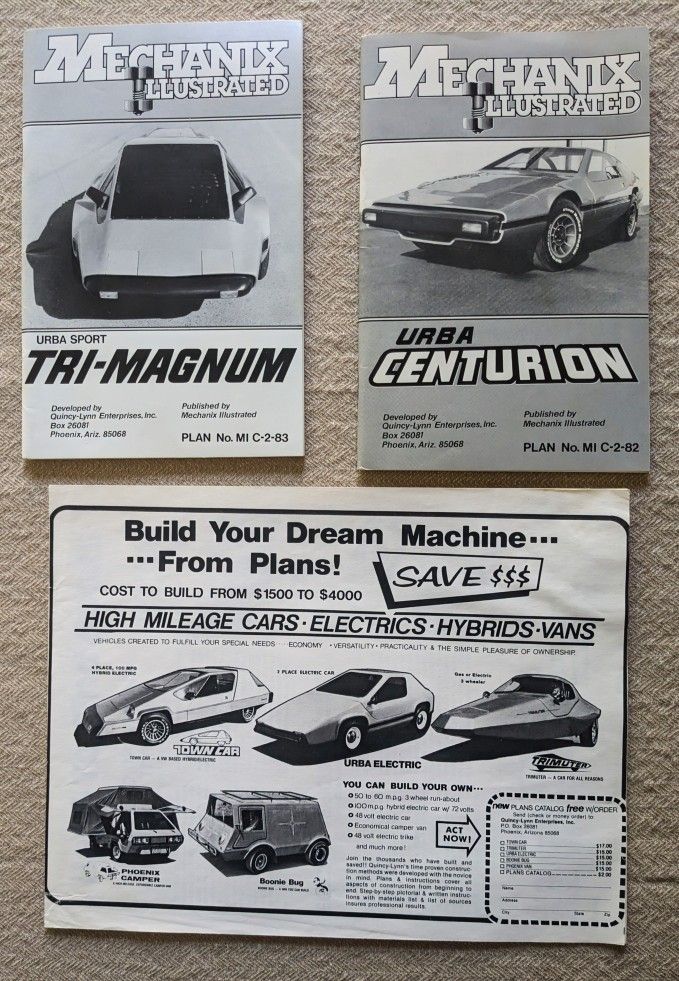 MECHANIX
ILLUSTRATED
URBA SPORT
TRI-MAGNUM
Developed by
Quincy-Lynn Enterprises, Inc.
Box 26081
Phoenix, Ariz. 85068
Published by
Mechanix Illustrated
PLAN No. MI C-2-83
MECHANIX
ILLUSTRATED
URBA
CENTURION
Developed by
Quincy-Lynn Enterprises, Inc.
Box 26081
Phoenix, Ariz. 85068
Published by
Mechanix Illustrated
PLAN No. MI C-2-82
Build Your Dream Machine...
...From Plans!
SAVE $$$
COST TO BUILD FROM $1500 TO $4000
HIGH MILEAGE CARS · ELECTRICS · HYBRIDS · VANS
VEHICLES CREATED TO FULFILL YOUR SPECIAL NEEDS · ECONOMY · VERSATILITY · PRACTICALITY & THE SIMPLE PLEASURE OF OWNERSHIP.
4 PLACE, 100 MPG
HYBRID ELECTRIC
TOWN CAR
TOWN CAR — A VW BASED HYBRID/ELECTRIC
2 PLACE ELECTRIC CAR
URBA ELECTRIC
Gas or Electric
3 wheeler
TRIMUTER
TRIMUTER — A CAR FOR ALL REASONS
PHOENIX
CAMPER
Boonie Bug
YOU CAN BUILD YOUR OWN...
50 to 60 m.p.g. 3 wheel run-about
100 m.p.g. hybrid electric car w/ 72 volts
48 volt electric car
Economical camper van
48 volt electric trike
and much more!
ACT
NOW!
Join the thousands who have built and
saved!! Quincy-Lynn's time proven construc-
tion methods were developed with the novice
in mind. Plans & instructions cover all
aspects of construction from beginning to
end. Step-by-step pictorial & written instruc-
tions with materials list & list of sources
insures professional results.
new PLANS CATALOG free W/ORDER
Send (check or money order) to:
Quincy-Lynn Enterprises, Inc.
P.O. Box 26081
Phoenix, Arizona 85068
TOWN CAR $17.00
TRIMUTER $15.00
URBA ELECTRIC $15.00
BOONIE BUG $15.00
PHOENIX VAN $15.00
PLANS CATALOG $2.00
Name
Address
City State Zip